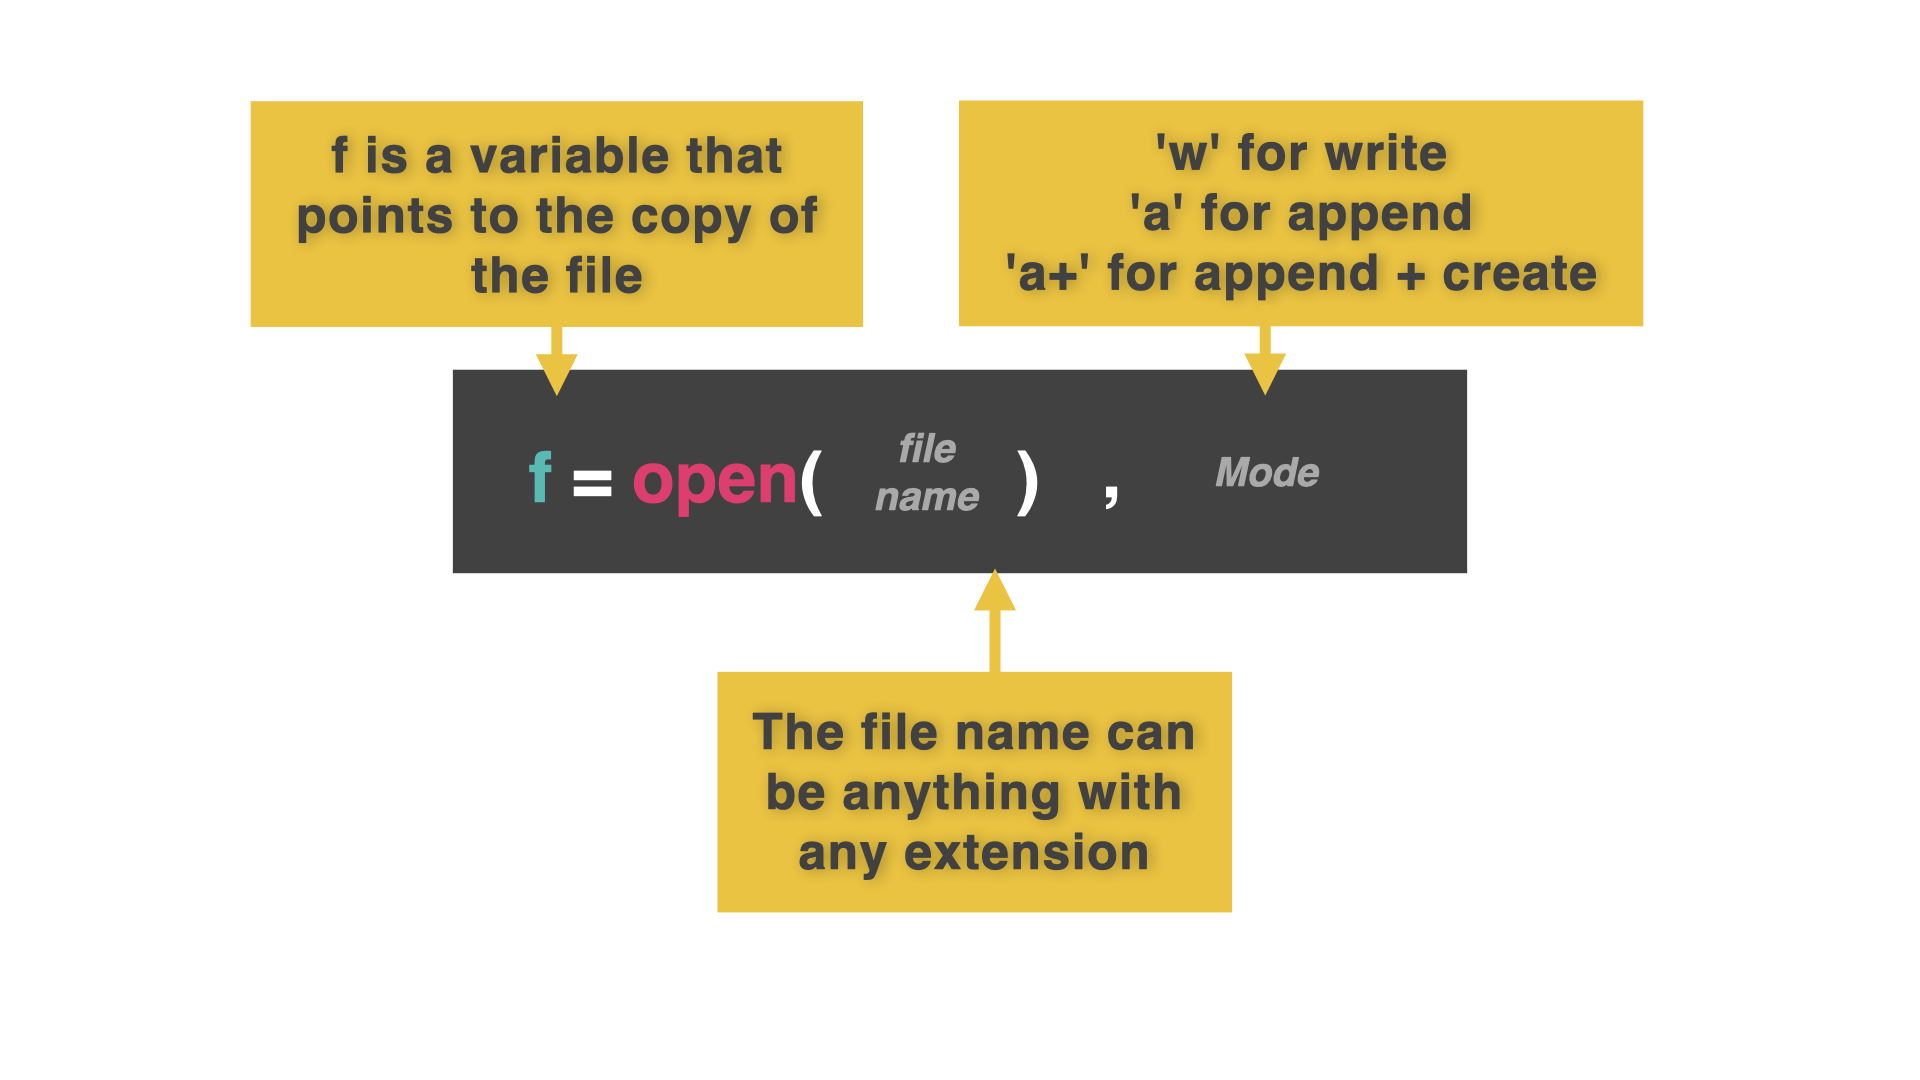 f is a variable that
points to the copy of
the file
'w' for write
'a' for append
'a+' for append + create
f = open( file name ) , Mode
The file name can
be anything with
any extension